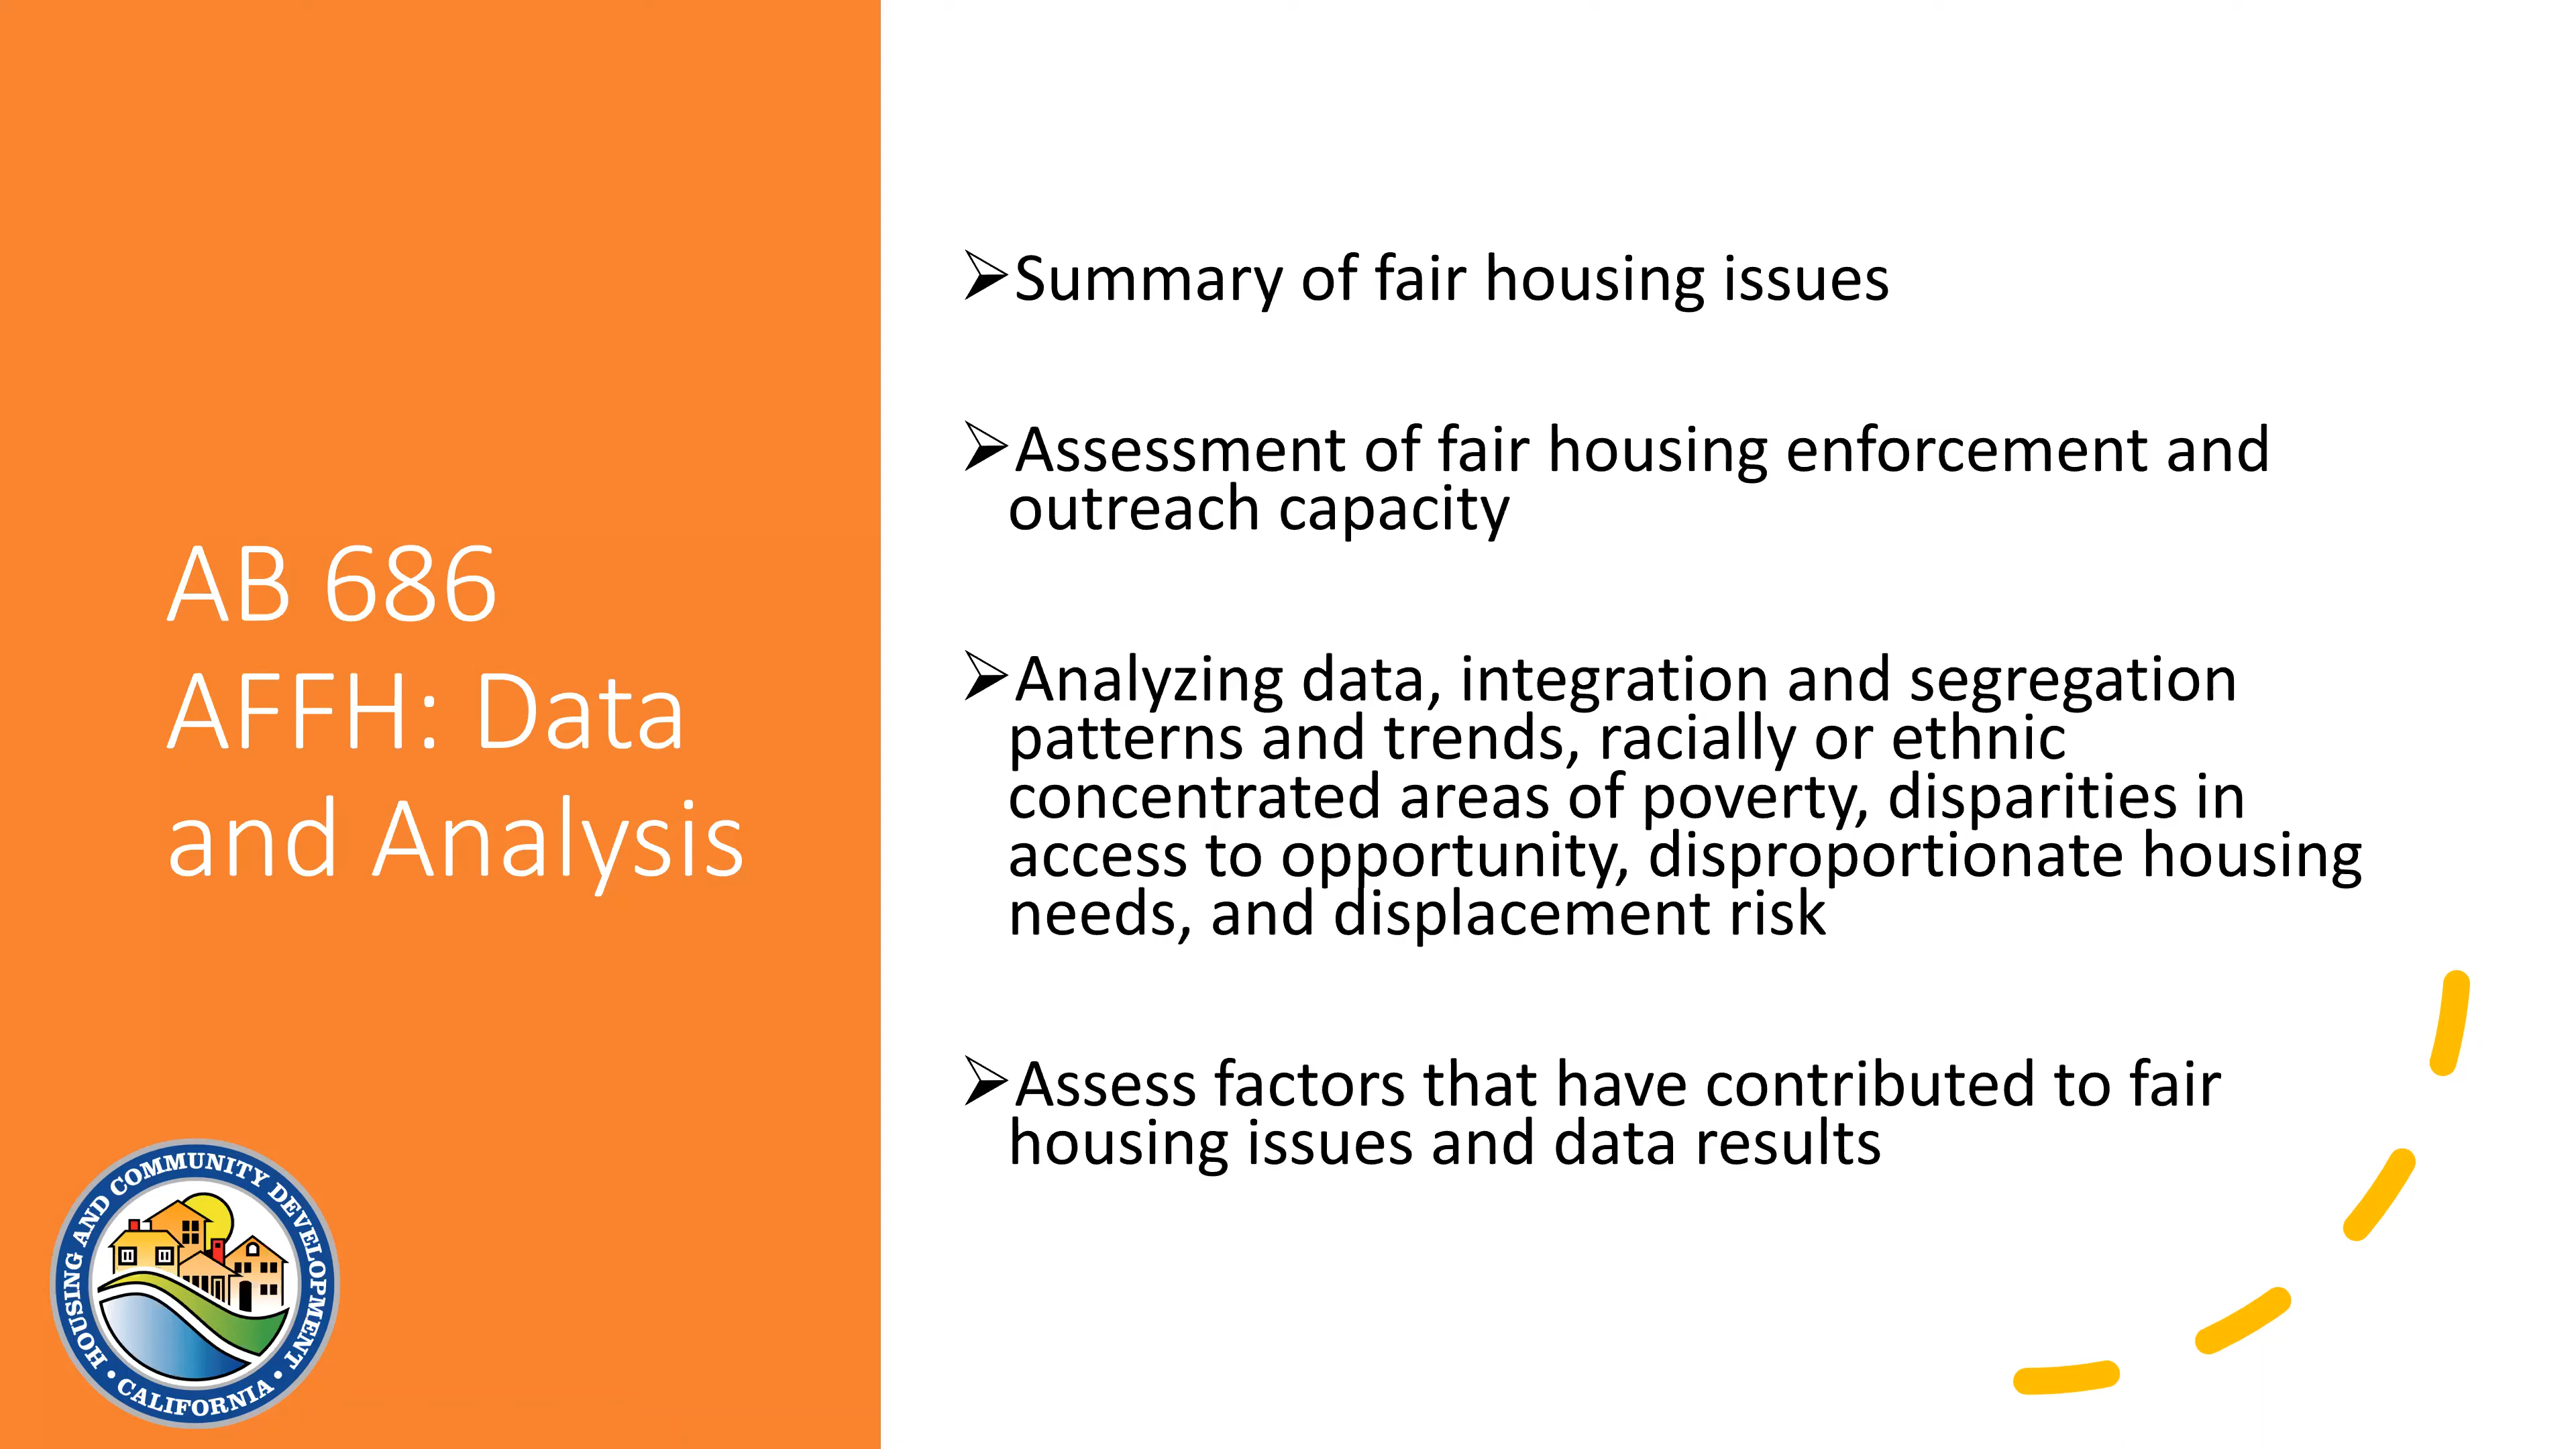 AB 686
AFFH: Data
and Analysis
➢Summary of fair housing issues
➢Assessment of fair housing enforcement and
outreach capacity
➢Analyzing data, integration and segregation
patterns and trends, racially or ethnic
concentrated areas of poverty, disparities in
access to opportunity, disproportionate housing
needs, and displacement risk
➢Assess factors that have contributed to fair
housing issues and data results
HOUSING AND COMMUNITY DEVELOPMENT
• CALIFORNIA •